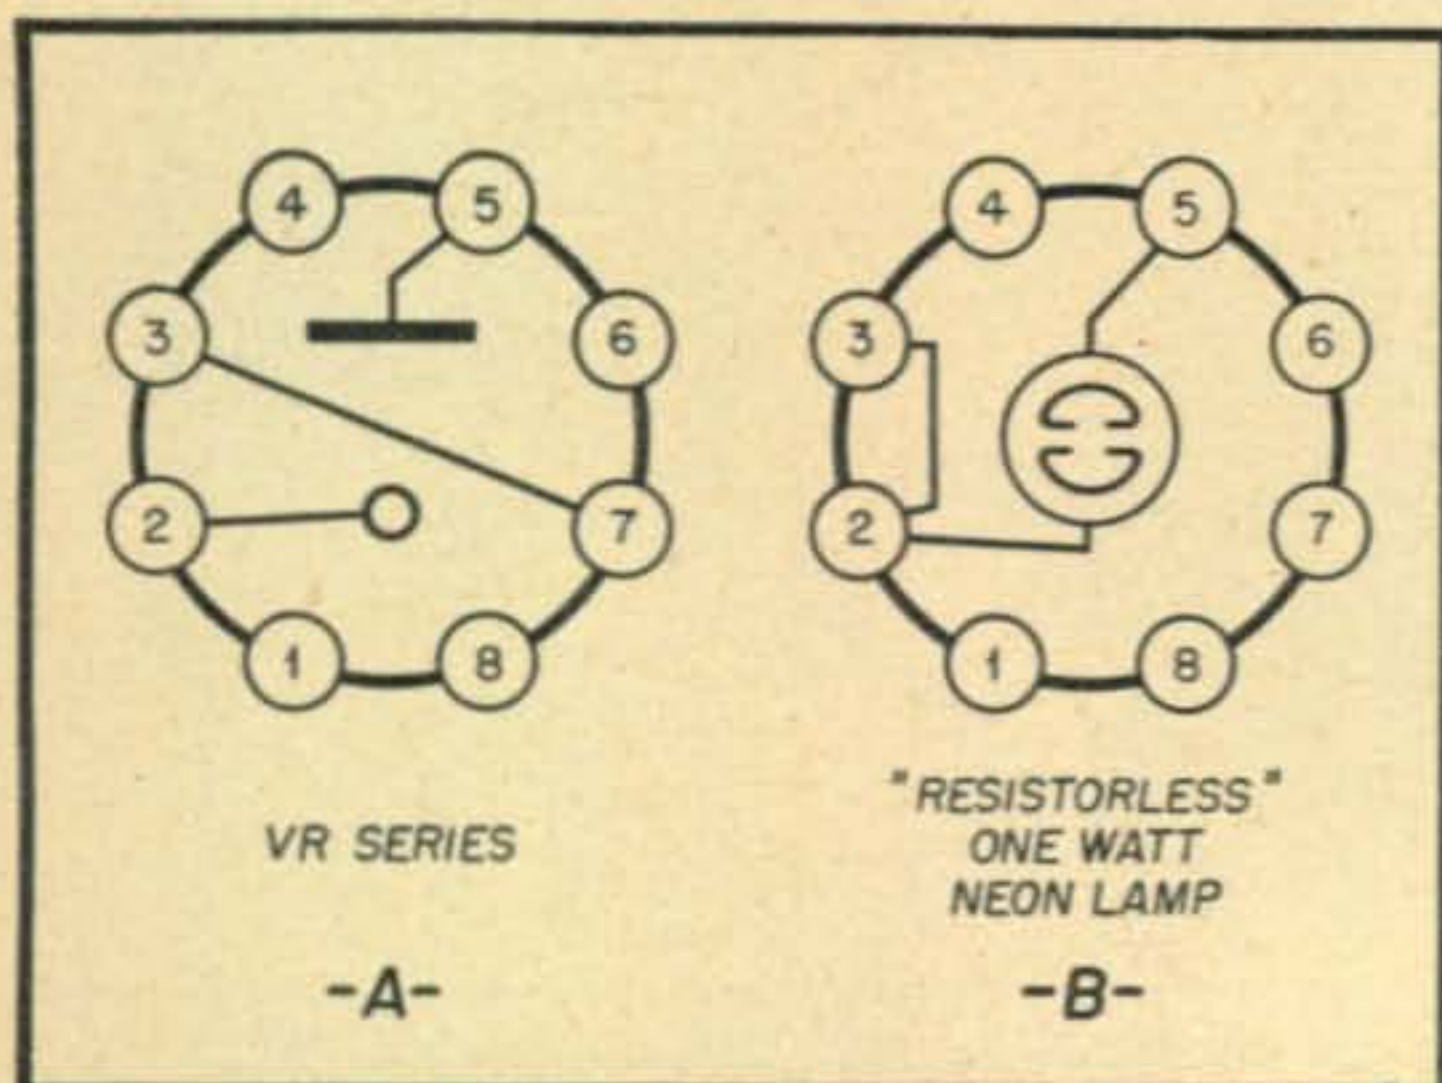 4 5
3 6
2 7
1 8
VR SERIES
-A-
4 5
3 6
2 7
1 8
"RESISTORLESS"
ONE WATT
NEON LAMP
-B-